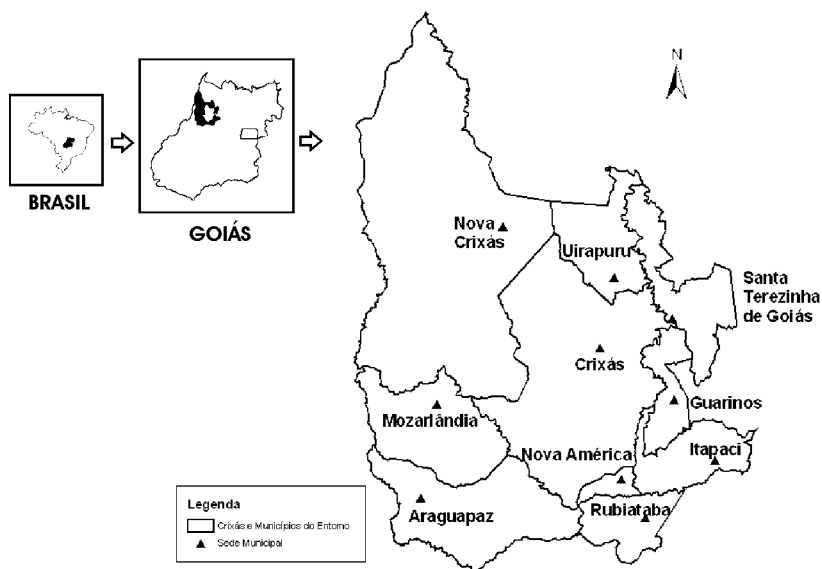 BRASIL
GOIÁS
N
Nova
Crixás
Uirapuru
Santa
Terezinha
de Goiás
Crixás
Guarinos
Mozarlândia
Nova América
Itapaci
Araguapaz
Rubiataba
Legenda
Crixás e Municípios do Entorno
Sede Municipal